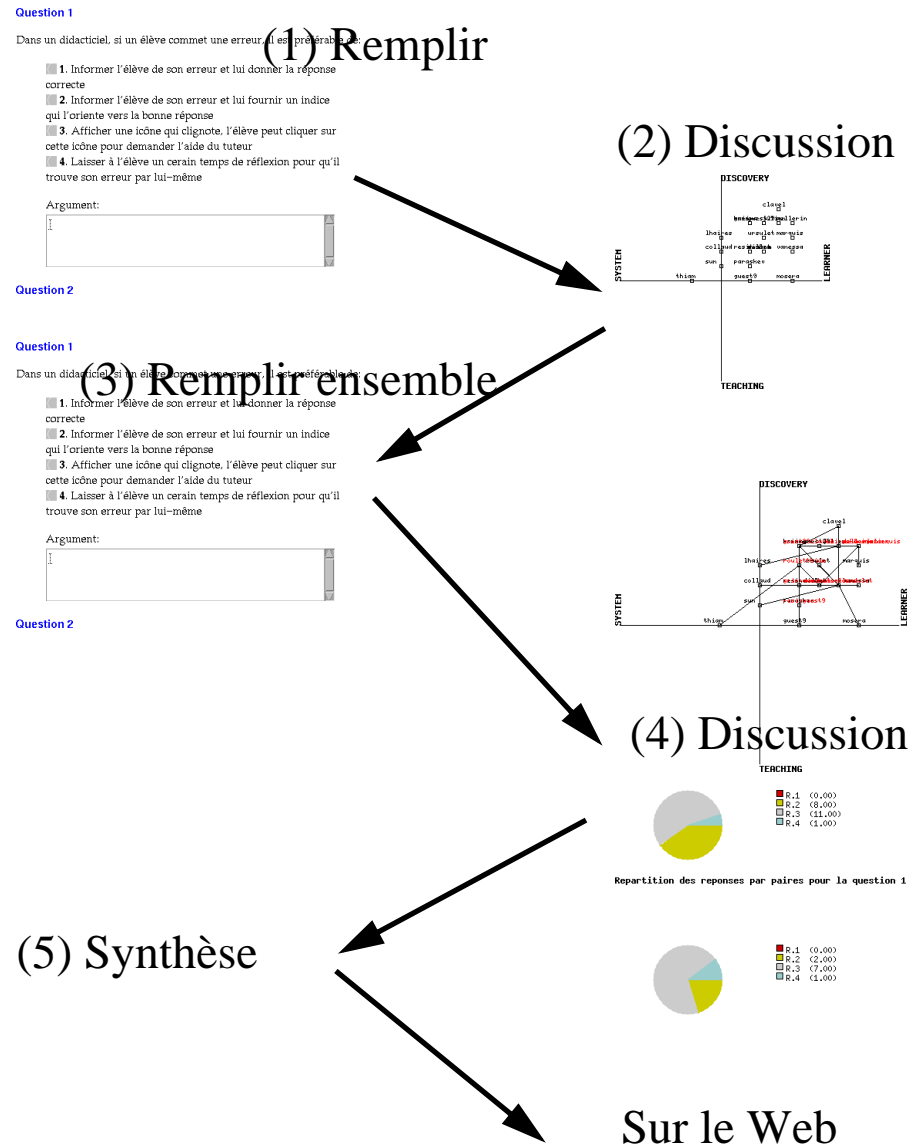 Question 1
(1) Remplir
Dans un didacticiel, si un élève commet une erreur, il est préférable de:
1. Informer l'élève de son erreur et lui donner la réponse
correcte
2. Informer l'élève de son erreur et lui fournir un indice
qui l'oriente vers la bonne réponse
3. Afficher une icône qui clignote, l'élève peut cliquer sur
cette icône pour demander l'aide du tuteur
4. Laisser à l'élève un cerain temps de réflexion pour qu'il
trouve son erreur par lui-même
Argument:
Question 2
(2) Discussion
DISCOVERY
clavel
lhaires ursulet marquis
collaud vanessa
sun parashev
thiam guest9 mosera
SYSTEM
LEARNER
TEACHING
Question 1
(3) Remplir ensemble
Dans un didacticiel, si un élève commet une erreur, il est préférable de:
1. Informer l'élève de son erreur et lui donner la réponse
correcte
2. Informer l'élève de son erreur et lui fournir un indice
qui l'oriente vers la bonne réponse
3. Afficher une icône qui clignote, l'élève peut cliquer sur
cette icône pour demander l'aide du tuteur
4. Laisser à l'élève un cerain temps de réflexion pour qu'il
trouve son erreur par lui-même
Argument:
Question 2
DISCOVERY
clavel
lhaires marquis
collaud
sun
thiam guest9 mosera
SYSTEM
LEARNER
(4) Discussion
TEACHING
R.1 (0.00)
R.2 (8.00)
R.3 (11.00)
R.4 (1.00)
Repartition des reponses par paires pour la question 1
(5) Synthèse
R.1 (0.00)
R.2 (2.00)
R.3 (7.00)
R.4 (1.00)
Sur le Web